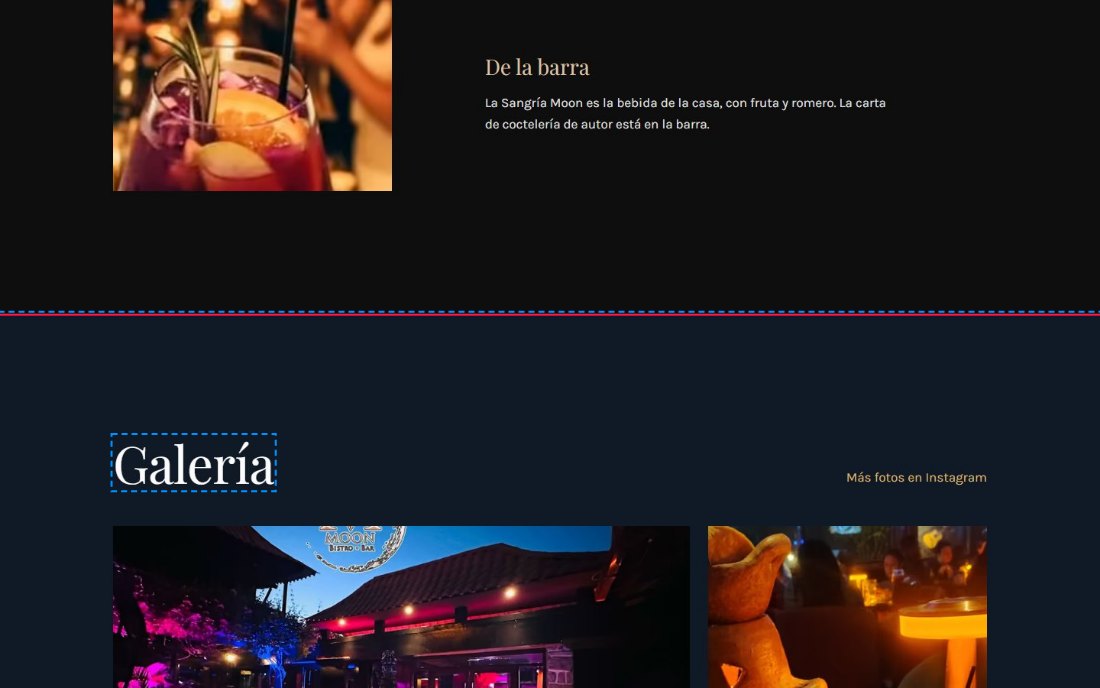 De la barra
La Sangría Moon es la bebida de la casa, con fruta y romero. La carta
de coctelería de autor está en la barra.
Galería
Más fotos en Instagram
MOON
BISTRO BAR